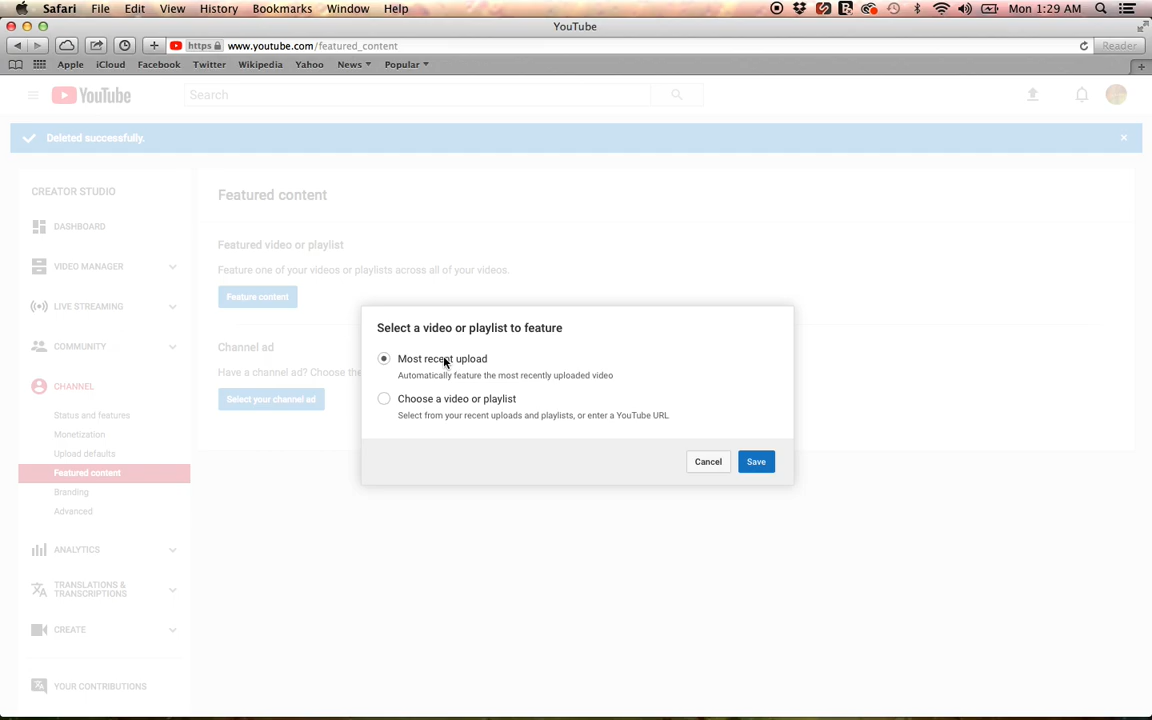 Safari File Edit View History Bookmarks Window Help Mon 1:29 AM
YouTube
https www.youtube.com/featured_content Reader
Apple iCloud Facebook Twitter Wikipedia Yahoo News Popular
YouTube Search
Deleted successfully.
CREATOR STUDIO
DASHBOARD
VIDEO MANAGER
LIVE STREAMING
COMMUNITY
CHANNEL
Status and features
Monetization
Upload defaults
Featured content
Branding
Advanced
ANALYTICS
TRANSLATIONS &
TRANSCRIPTIONS
CREATE
YOUR CONTRIBUTIONS
Featured content
Featured video or playlist
Feature one of your videos or playlists across all of your videos.
Feature content
Channel ad
Have a channel ad? Choose the
Select your channel ad
Select a video or playlist to feature
Most recent upload
Automatically feature the most recently uploaded video
Choose a video or playlist
Select from your recent uploads and playlists, or enter a YouTube URL
Cancel Save